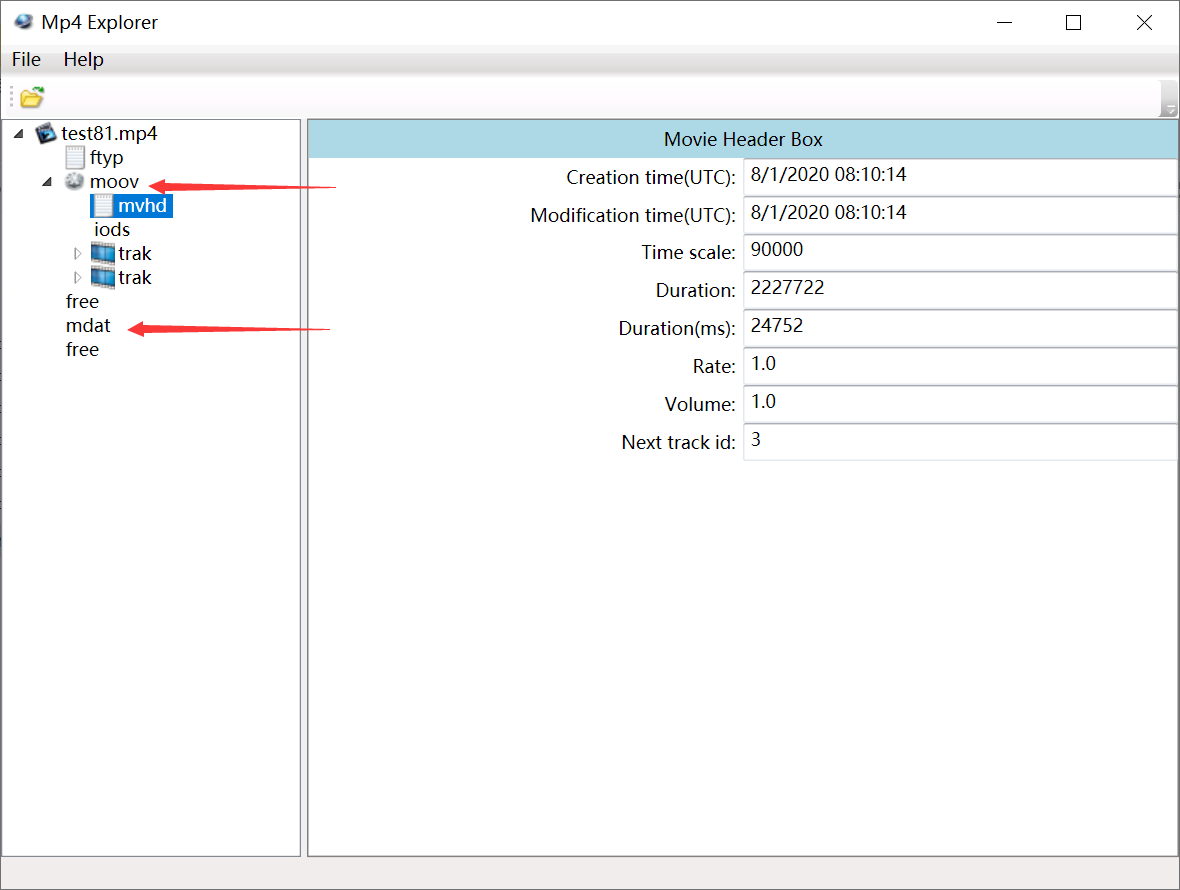 Mp4 Explorer
File Help
test81.mp4
ftyp
moov
mvhd
iods
trak
trak
free
mdat
free
Movie Header Box
Creation time(UTC): 8/1/2020 08:10:14
Modification time(UTC): 8/1/2020 08:10:14
Time scale: 90000
Duration: 2227722
Duration(ms): 24752
Rate: 1.0
Volume: 1.0
Next track id: 3